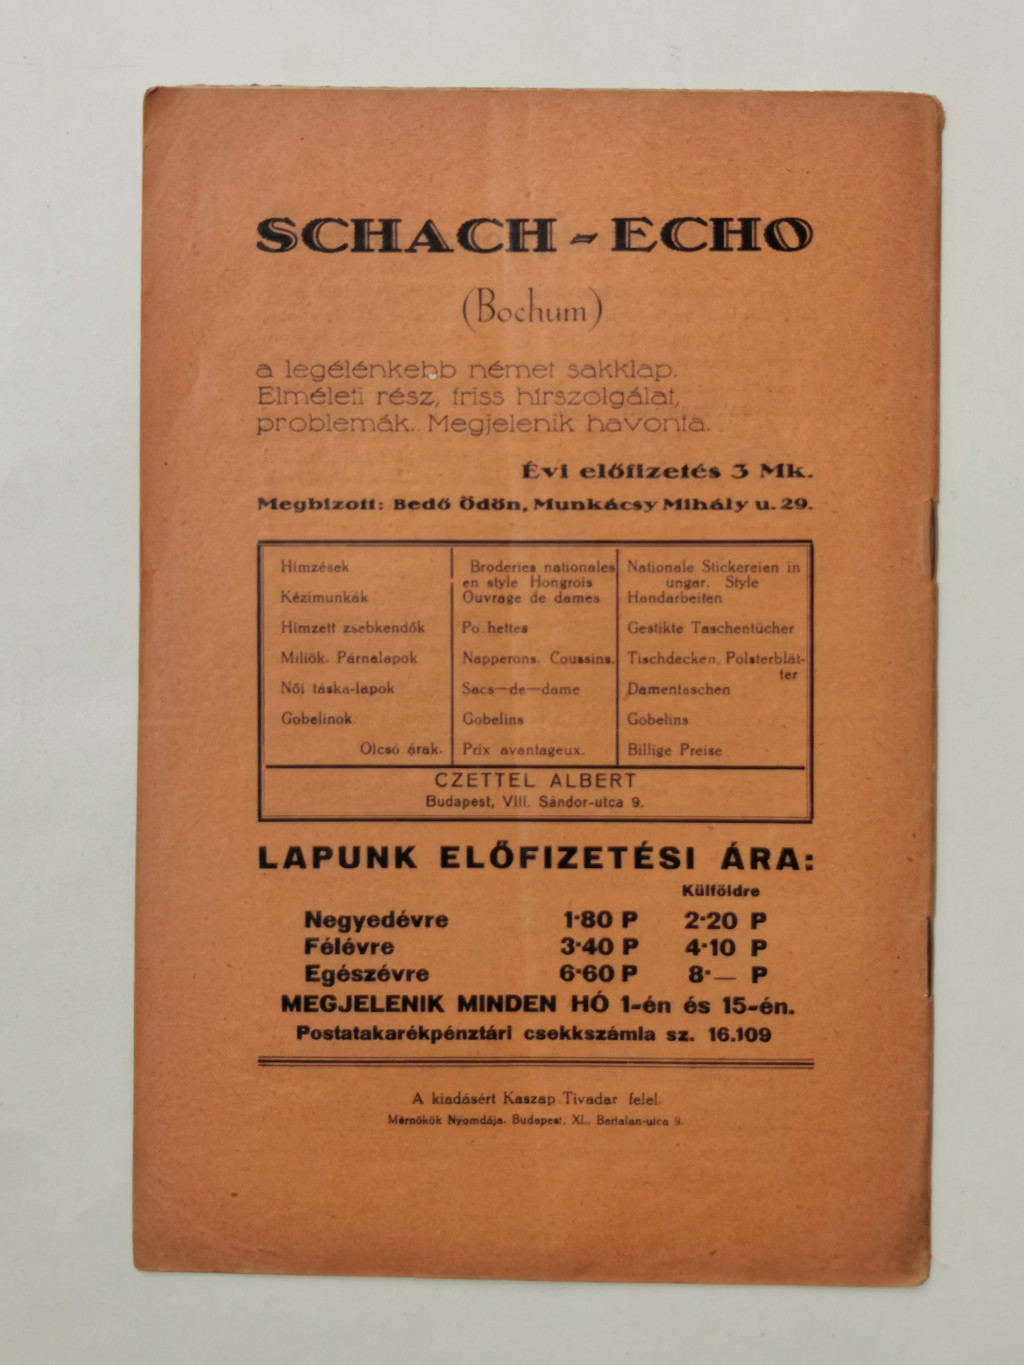 SCHACH - ECHO
(Bochum)
a legélénkebb német sakklap.
Elméleti rész, friss hírszolgálat,
problemák. Megjelenik havonta.
Évi előfizetés 3 Mk.
Megbizott: Bedő Ödön, Munkácsy Mihály u. 29.
Himzések
Kézimunkák
Himzett zsebkendők
Miliők. Párnalapok
Női táska-lapok
Gobelinok.
Olcsó árak.
Broderies nationales
en style Hongrois
Ouvrage de dames
Po hettes
Napperons. Coussins.
Sacs—de—dame
Gobelins
Prix avantageux.
Nationale Stickereien in
ungar. Style
Handarbeiten
Gestikte Taschentücher
Tischdecken. Polsterblät-
ter
Damentaschen
Gobelins
Billige Preise
CZETTEL ALBERT
Budapest, VIII. Sándor-utca 9.
LAPUNK ELŐFIZETÉSI ÁRA:
Külföldre
Negyedévre 1·80 P 2·20 P
Félévre 3·40 P 4·10 P
Egészévre 6·60 P 8·— P
MEGJELENIK MINDEN HÓ 1-én és 15-én.
Postatakarékpénztári csekkszámla sz. 16.109
A kiadásért Kaszap Tivadar felel.
Mérnökök Nyomdája. Budapest, XI., Bertalan-utca 9.